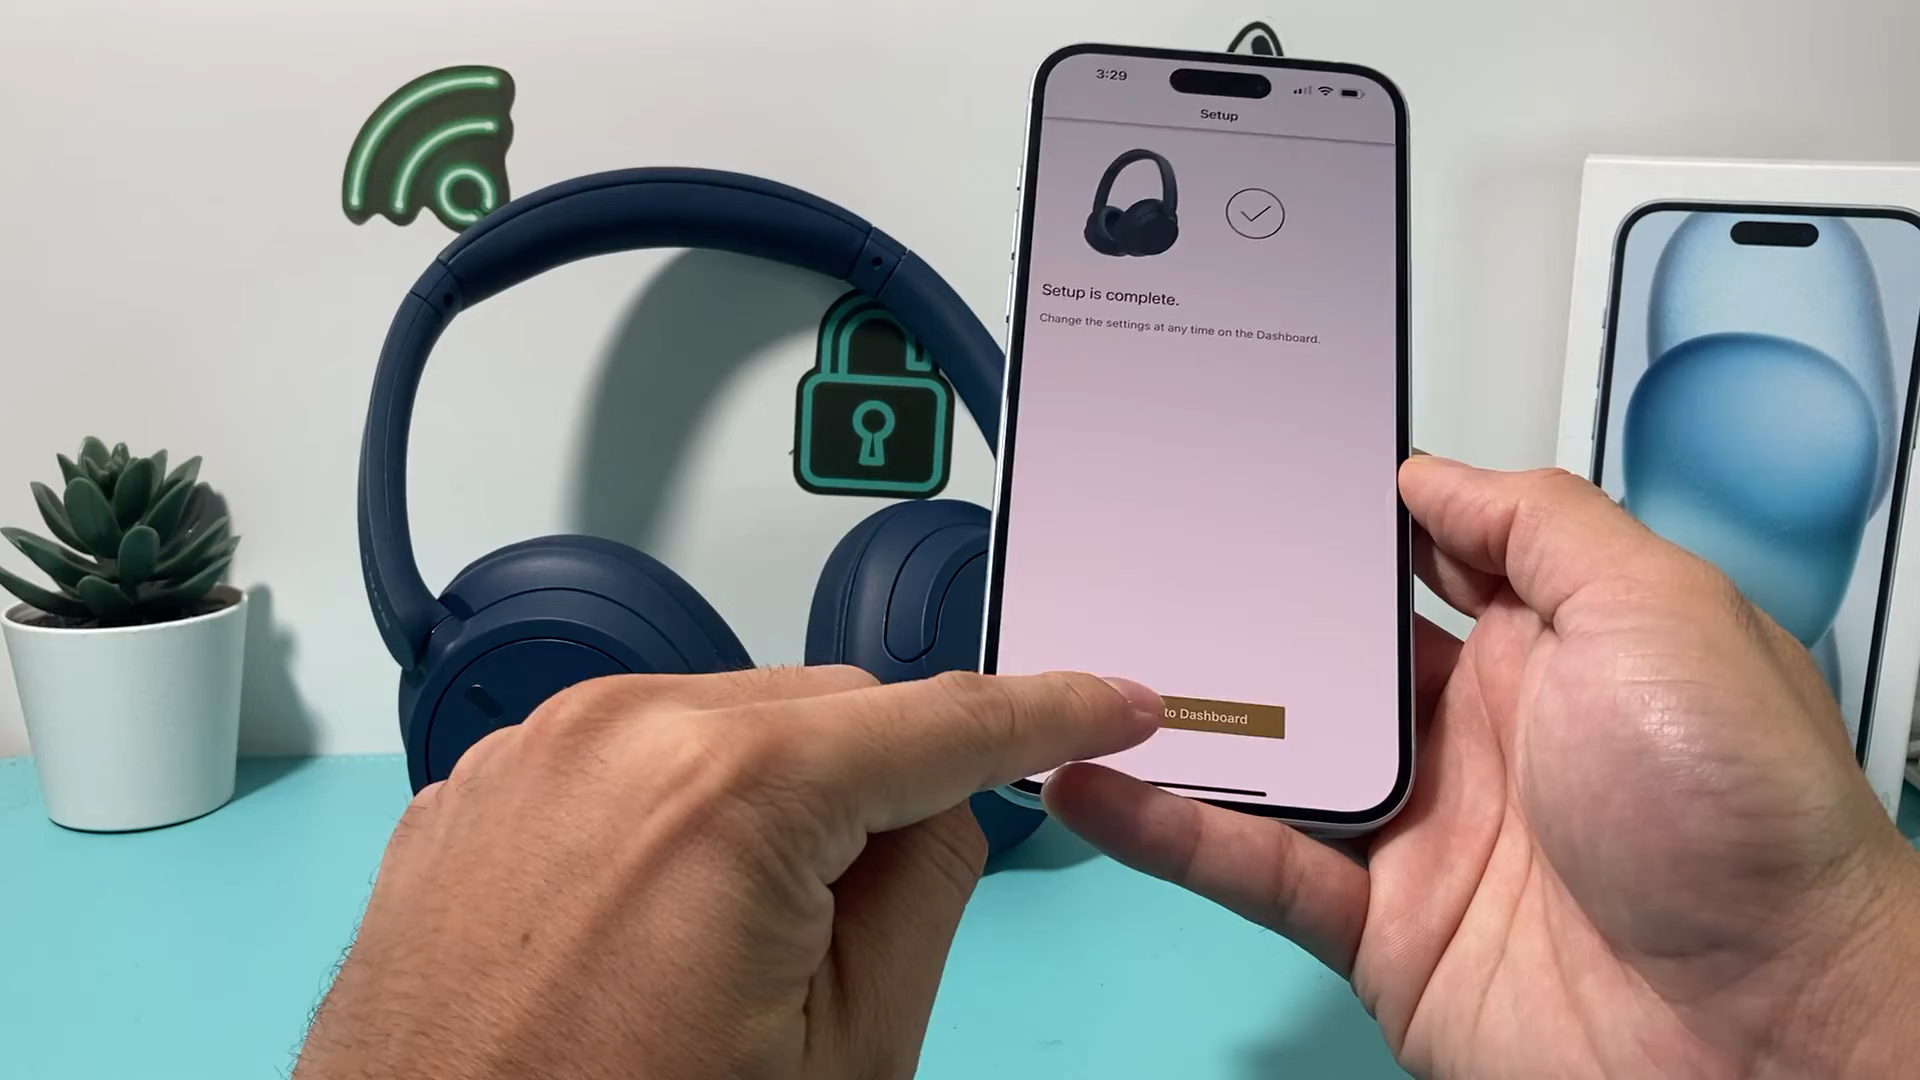 3:29
Setup
Setup is complete.
Change the settings at any time on the Dashboard.
to Dashboard